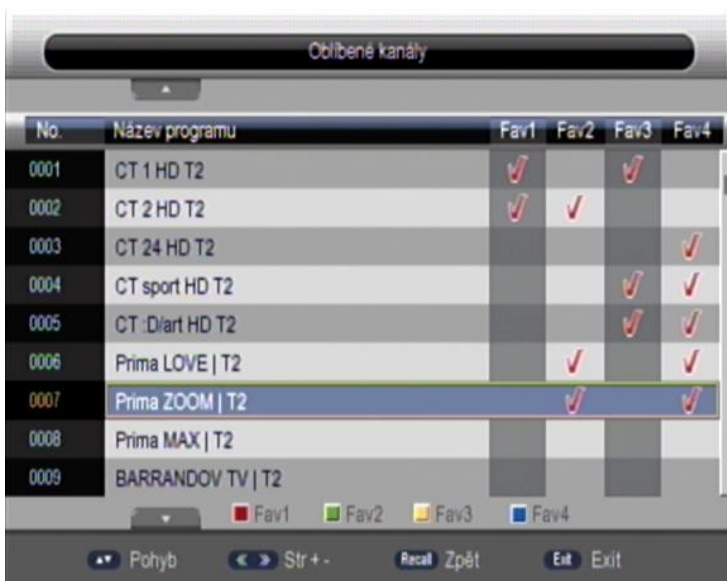 Oblíbené kanály
No. Název programu Fav1 Fav2 Fav3 Fav4
0001 CT 1 HD T2
0002 CT 2 HD T2
0003 CT 24 HD T2
0004 CT sport HD T2
0005 CT :D/art HD T2
0006 Prima LOVE | T2
0007 Prima ZOOM | T2
0008 Prima MAX | T2
0009 BARRANDOV TV | T2
Fav1 Fav2 Fav3 Fav4
Pohyb Str + - Recall Zpět Exit Exit